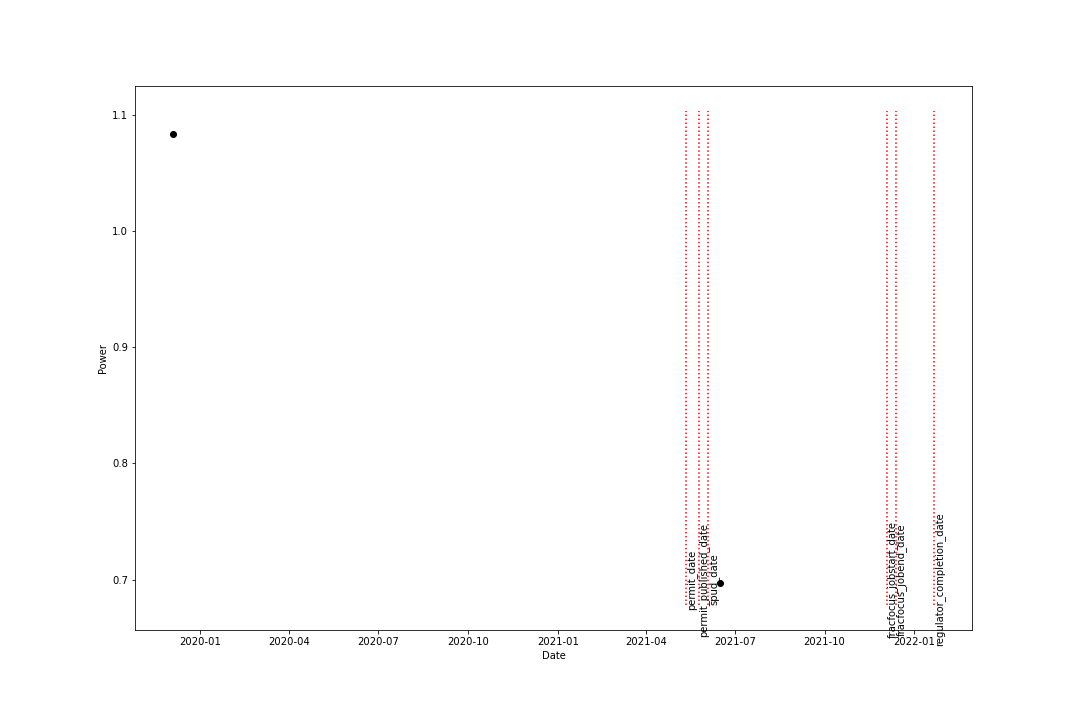 1.1
1.0
0.9
0.8
0.7
Power
permit_date
permit_published_date
spud_date
fracfocus_jobstart_date
fracfocus_jobend_date
regulator_completion_date
2020-01
2020-04
2020-07
2020-10
2021-01
2021-04
2021-07
2021-10
2022-01
Date